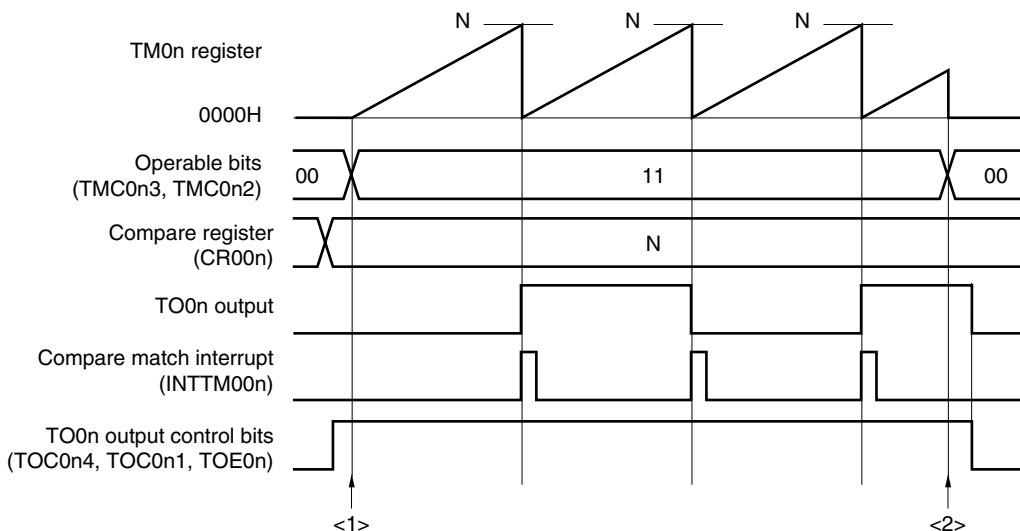 N N N
TM0n register
0000H
Operable bits
(TMC0n3, TMC0n2)
00 11 00
Compare register
(CR00n)
N
TO0n output
Compare match interrupt
(INTTM00n)
TO0n output control bits
(TOC0n4, TOC0n1, TOE0n)
<1> <2>